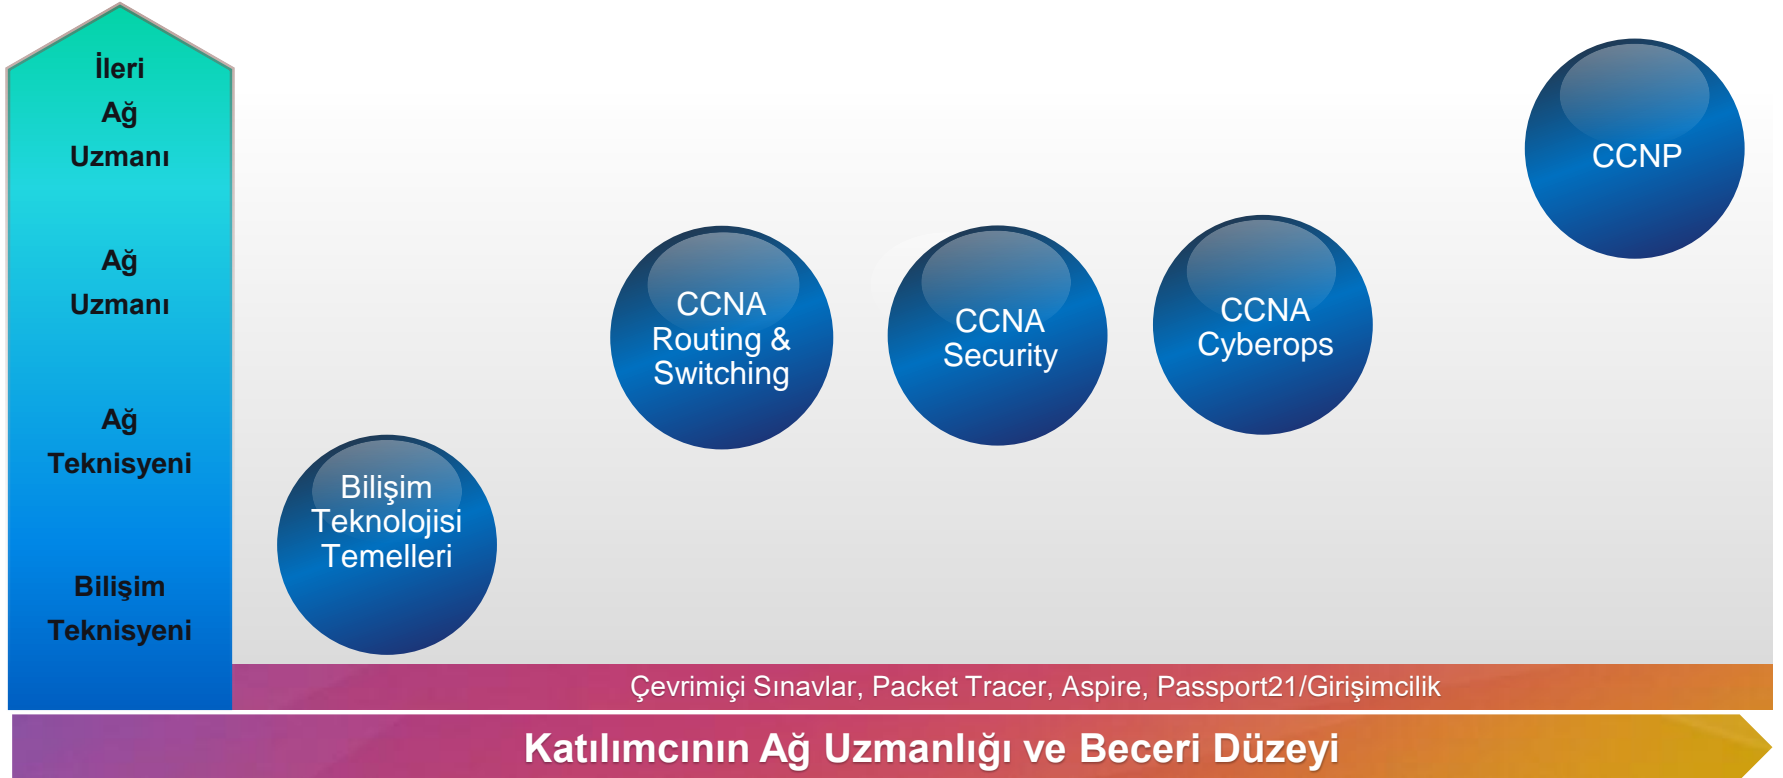 İleri
Ağ
Uzmanı
Ağ
Uzmanı
Ağ
Teknisyeni
Bilişim
Teknisyeni
Bilişim
Teknolojisi
Temelleri
CCNA
Routing &
Switching
CCNA
Security
CCNA
Cyberops
CCNP
Çevrimiçi Sınavlar, Packet Tracer, Aspire, Passport21/Girişimcilik
Katılımcının Ağ Uzmanlığı ve Beceri Düzeyi